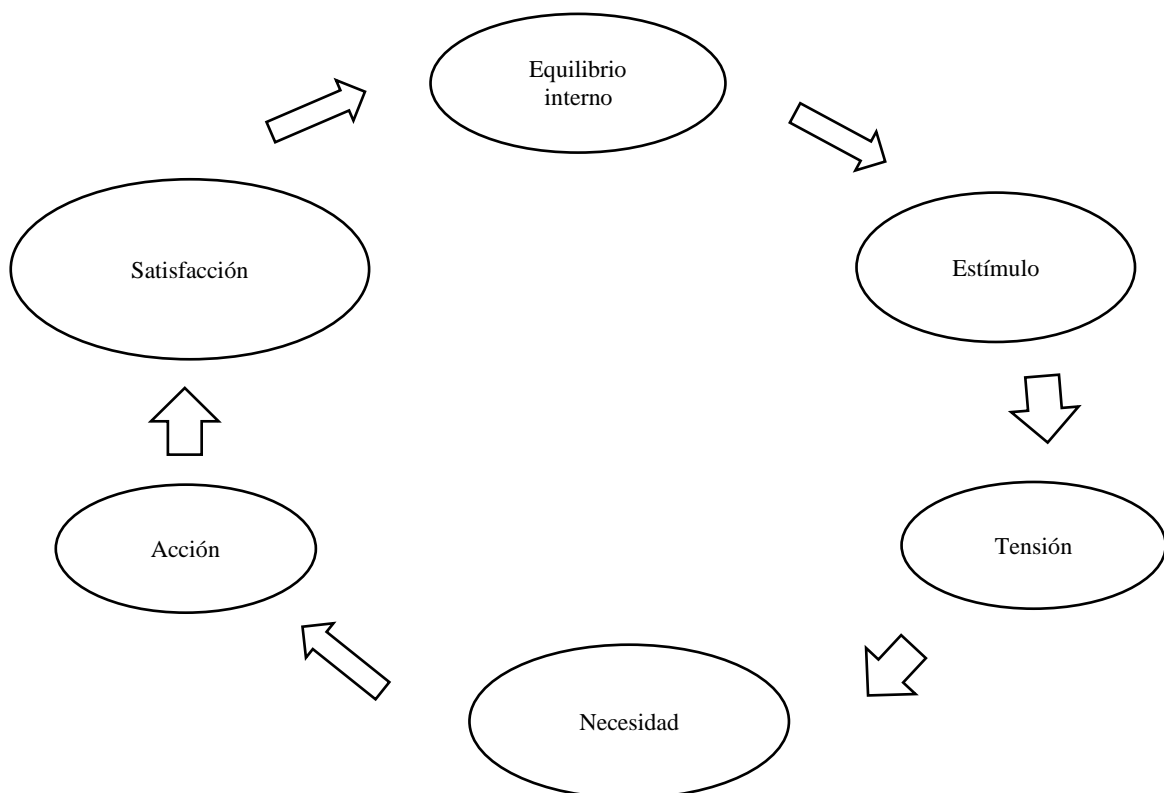 Equilibrio
interno
Estímulo
Tensión
Necesidad
Acción
Satisfacción